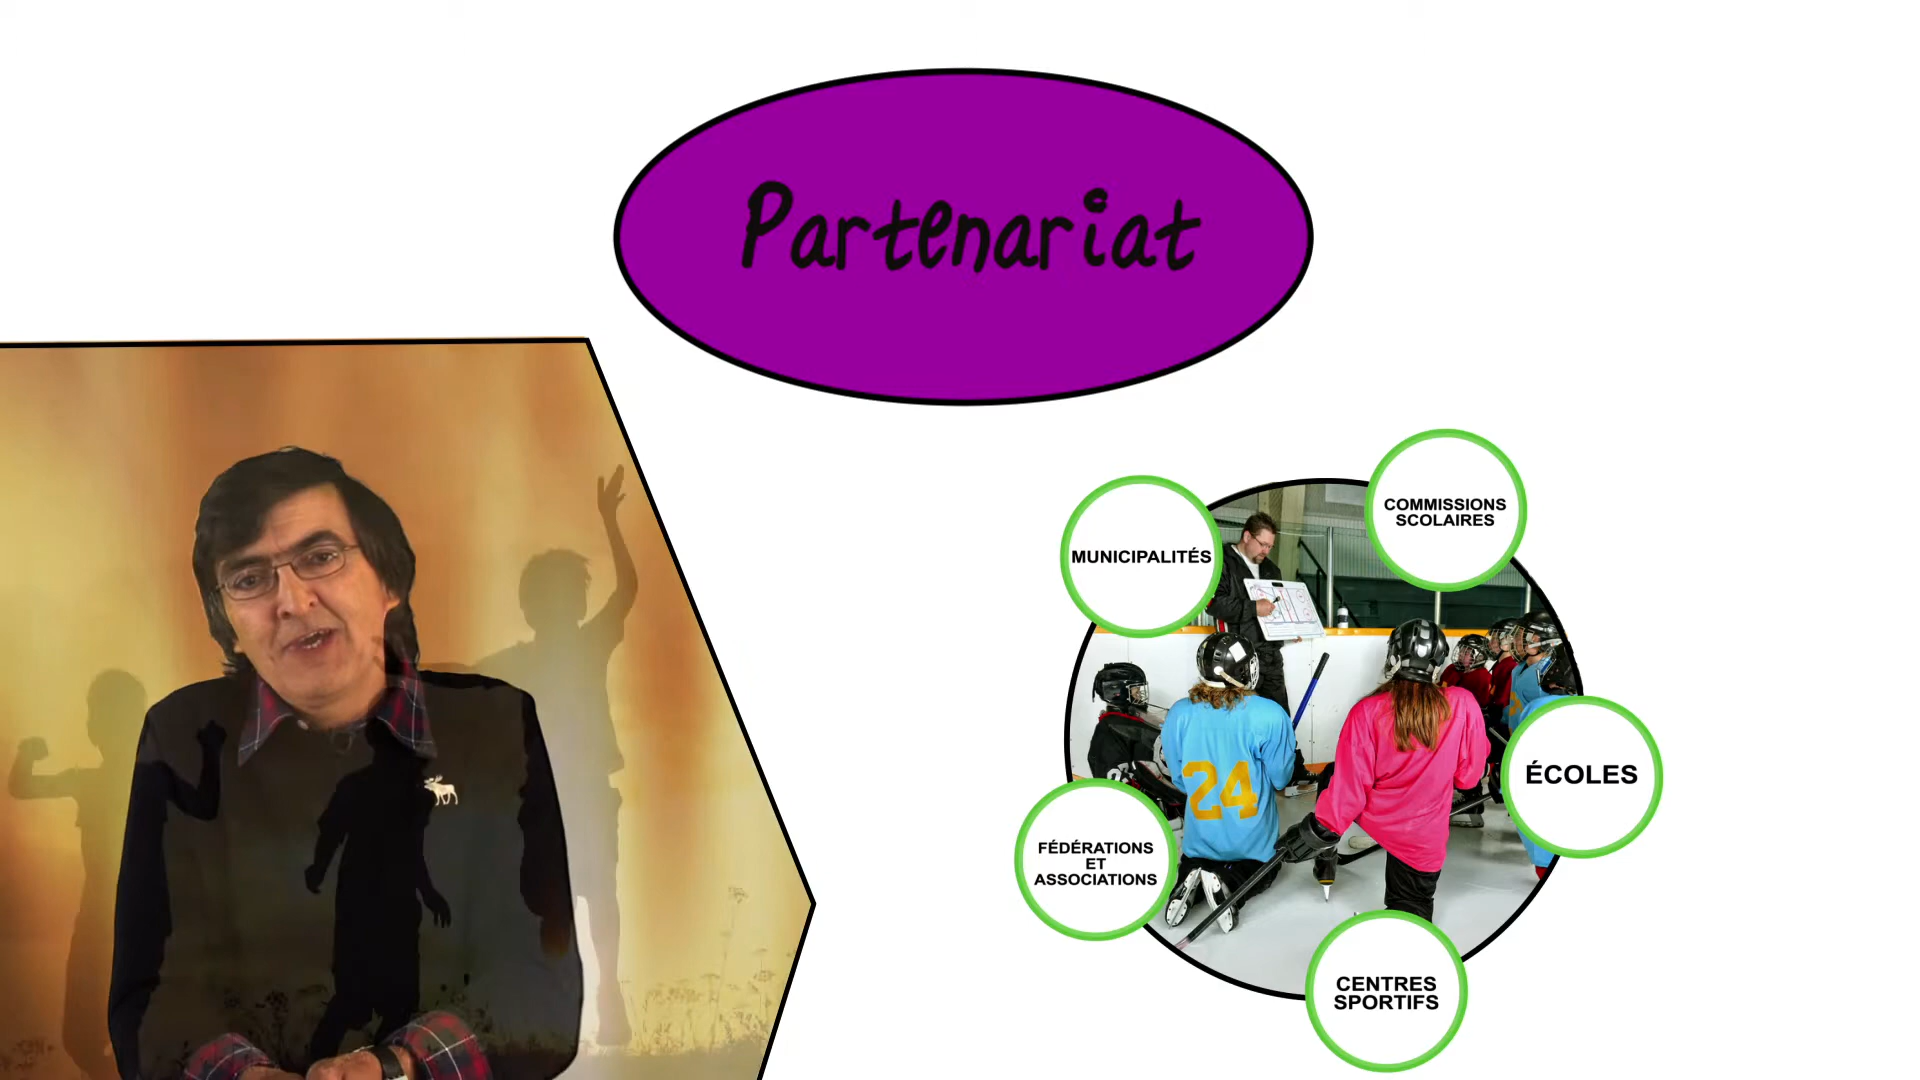 Partenariat
COMMISSIONS
SCOLAIRES
MUNICIPALITÉS
ÉCOLES
24
FÉDÉRATIONS
ET
ASSOCIATIONS
CENTRES
SPORTIFS